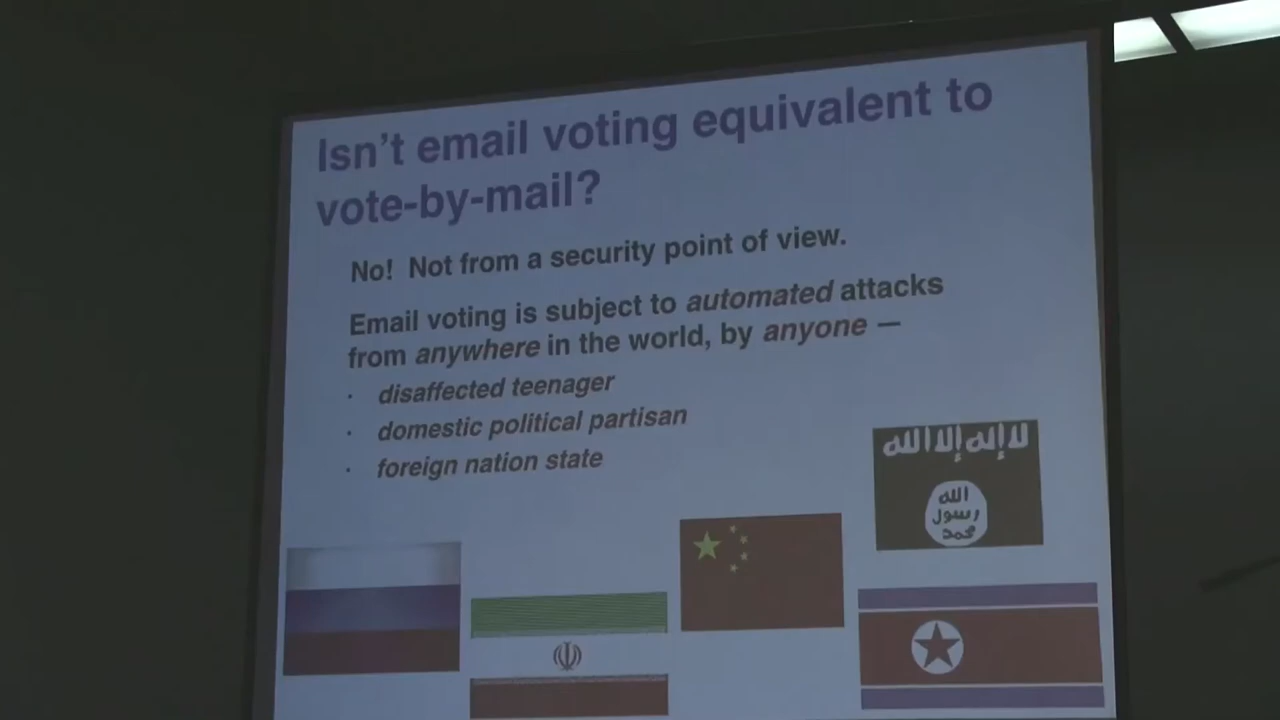 Isn't email voting equivalent to
vote-by-mail?
No! Not from a security point of view.
Email voting is subject to automated attacks
from anywhere in the world, by anyone —
· disaffected teenager
· domestic political partisan
· foreign nation state
لا إله إلا الله
الله
رسول
محمد